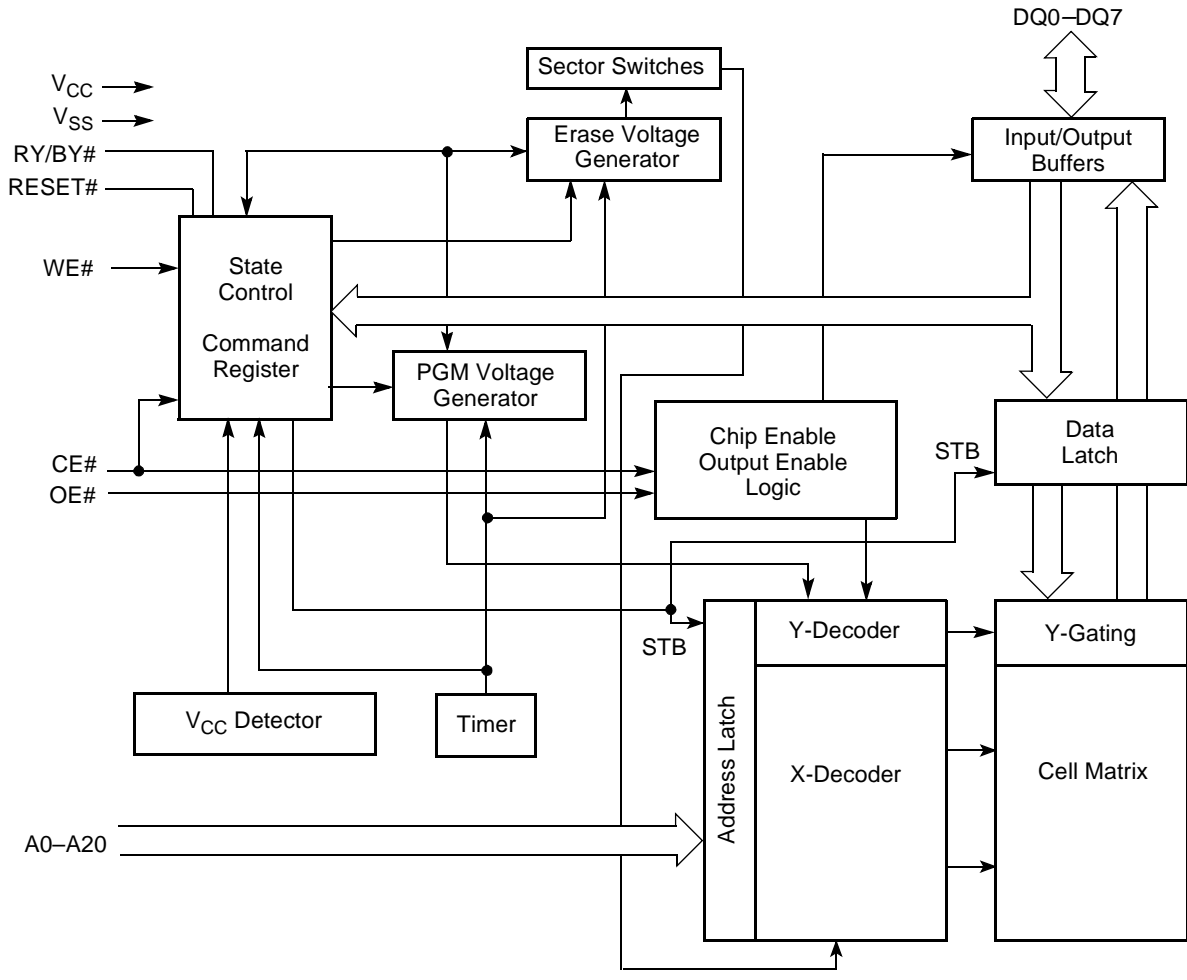 DQ0–DQ7
Sector Switches
VCC
VSS
RY/BY#
RESET#
Erase Voltage
Generator
Input/Output
Buffers
WE#
State
Control
Command
Register
PGM Voltage
Generator
Chip Enable
Output Enable
Logic
STB
Data
Latch
CE#
OE#
STB
Y-Decoder
Y-Gating
VCC Detector
Timer
Address Latch
X-Decoder
Cell Matrix
A0–A20